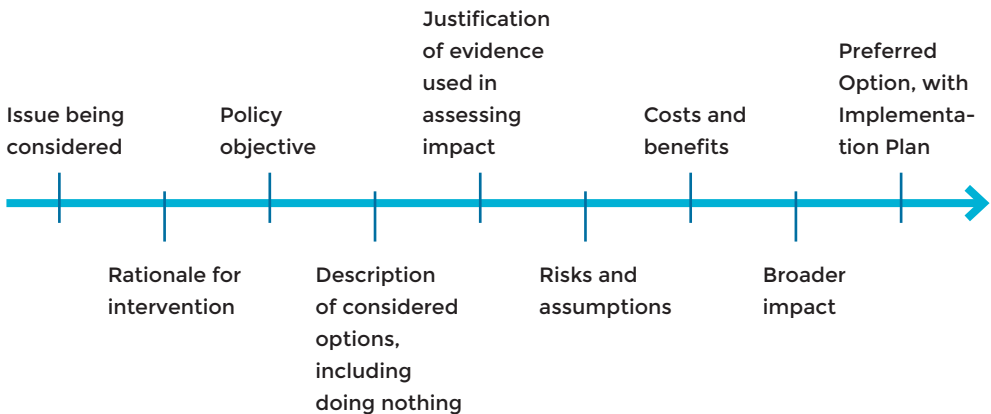 Issue being
considered
Rationale for
intervention
Policy
objective
Description
of considered
options,
including
doing nothing
Justification
of evidence
used in
assessing
impact
Risks and
assumptions
Costs and
benefits
Broader
impact
Preferred
Option, with
Implementa-
tion Plan